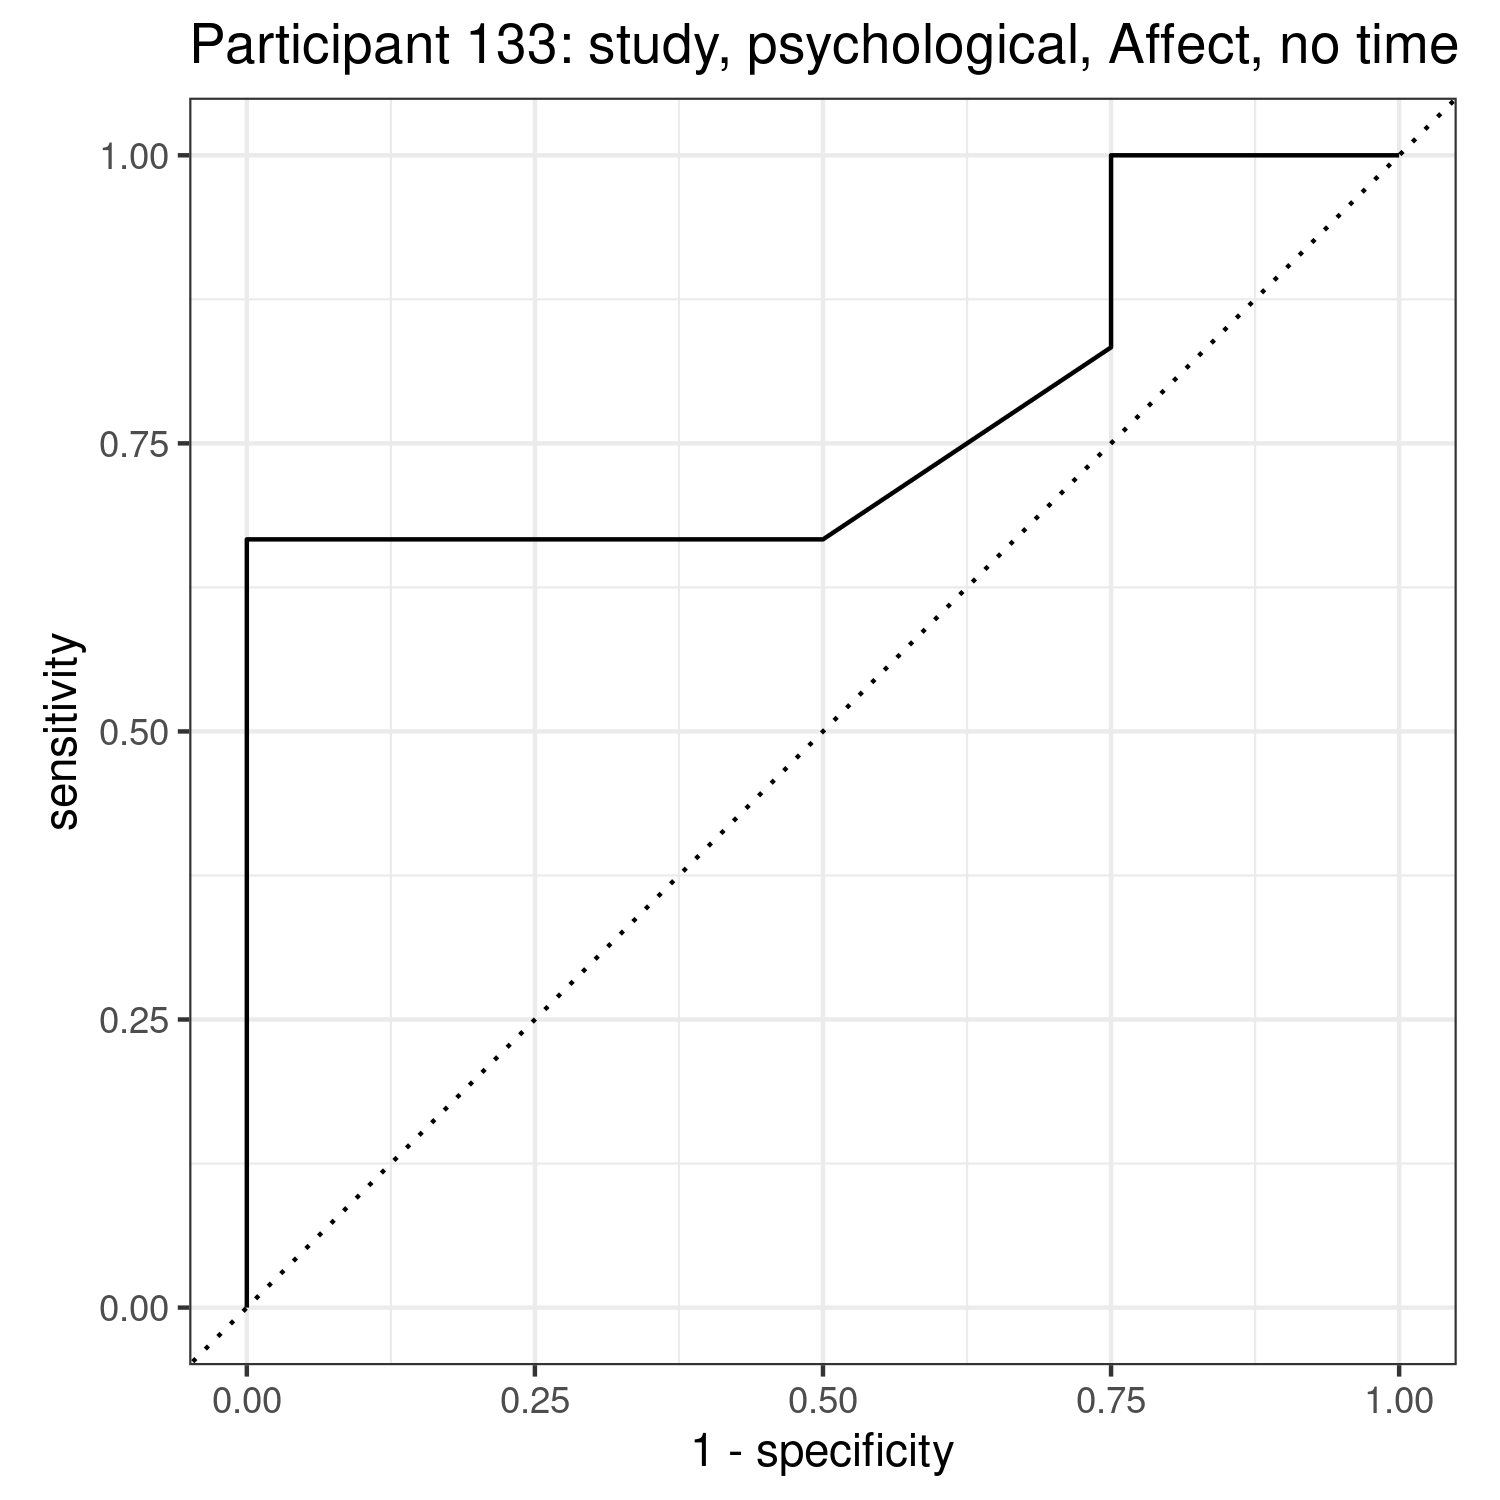 Participant 133: study, psychological, Affect, no time
1.00
0.75
0.50
0.25
0.00
sensitivity
0.00 0.25 0.50 0.75 1.00
1 - specificity